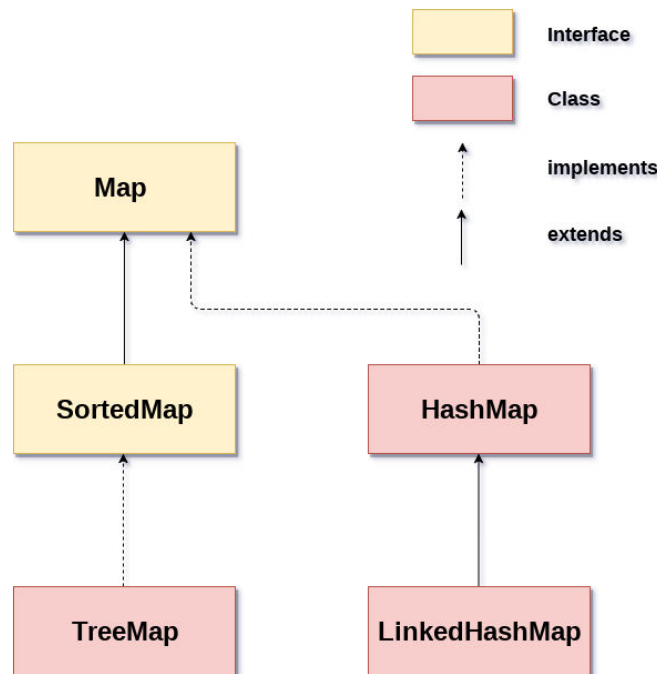 Interface
Class
implements
extends
Map
SortedMap
HashMap
TreeMap
LinkedHashMap